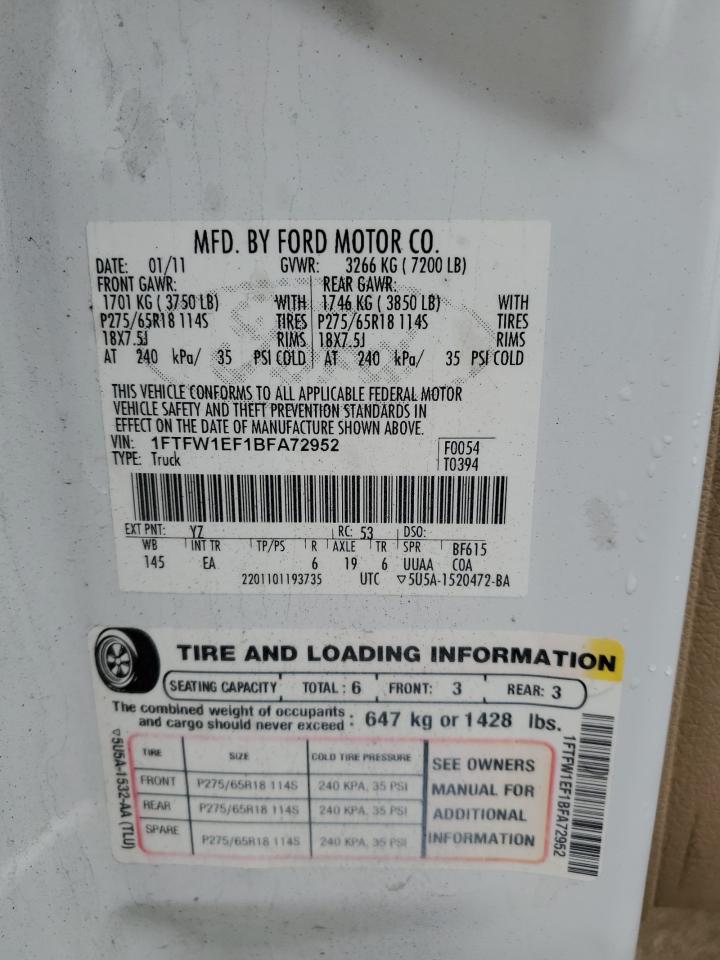 MFD. BY FORD MOTOR CO.
DATE: 01/11 GVWR: 3266 KG ( 7200 LB)
FRONT GAWR: REAR GAWR:
1701 KG ( 3750 LB) WITH 1746 KG ( 3850 LB) WITH
P275/65R18 114S TIRES P275/65R18 114S TIRES
18X7.5J RIMS 18X7.5J RIMS
AT 240 kPa/ 35 PSI COLD AT 240 kPa/ 35 PSI COLD
THIS VEHICLE CONFORMS TO ALL APPLICABLE FEDERAL MOTOR
VEHICLE SAFETY AND THEFT PREVENTION STANDARDS IN
EFFECT ON THE DATE OF MANUFACTURE SHOWN ABOVE.
VIN: 1FTFW1EF1BFA72952 F0054
TYPE: Truck T0394
EXT PNT: YZ RC: 53 DSO:
WB INT TR TP/PS R AXLE TR SPR BF615
145 EA 6 19 6 UUAA COA
2201101193735 UTC ▽5U5A-1520472-BA
TIRE AND LOADING INFORMATION
SEATING CAPACITY TOTAL : 6 FRONT: 3 REAR: 3
The combined weight of occupants
and cargo should never exceed : 647 kg or 1428 lbs.
TIRE SIZE COLD TIRE PRESSURE
FRONT P275/65R18 114S 240 KPA, 35 PSI
REAR P275/65R18 114S 240 KPA, 35 PSI
SPARE P275/65R18 114S 240 KPA, 35 PSI
SEE OWNERS
MANUAL FOR
ADDITIONAL
INFORMATION
▽5U5A-1532-AA (TLU)
1FTFW1EF1BFA72952